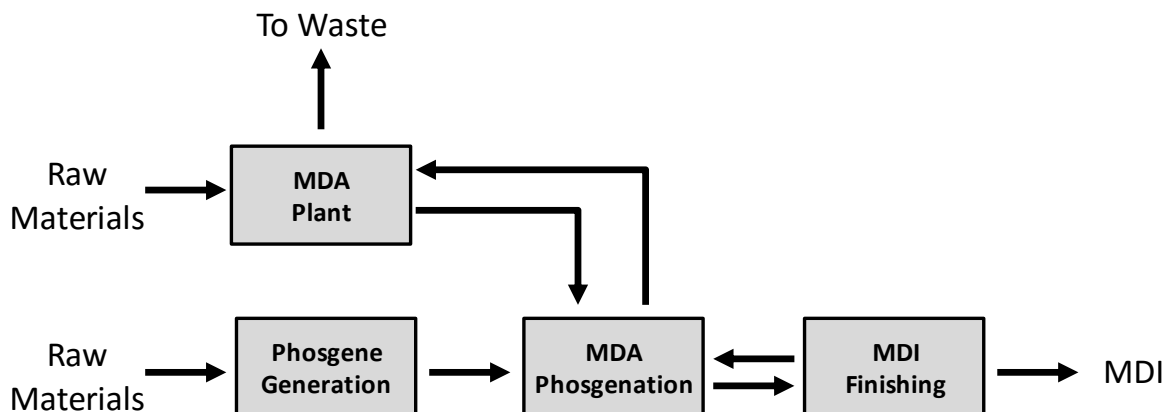 To Waste
Raw
Materials
MDA
Plant
Raw
Materials
Phosgene
Generation
MDA
Phosgenation
MDI
Finishing
MDI